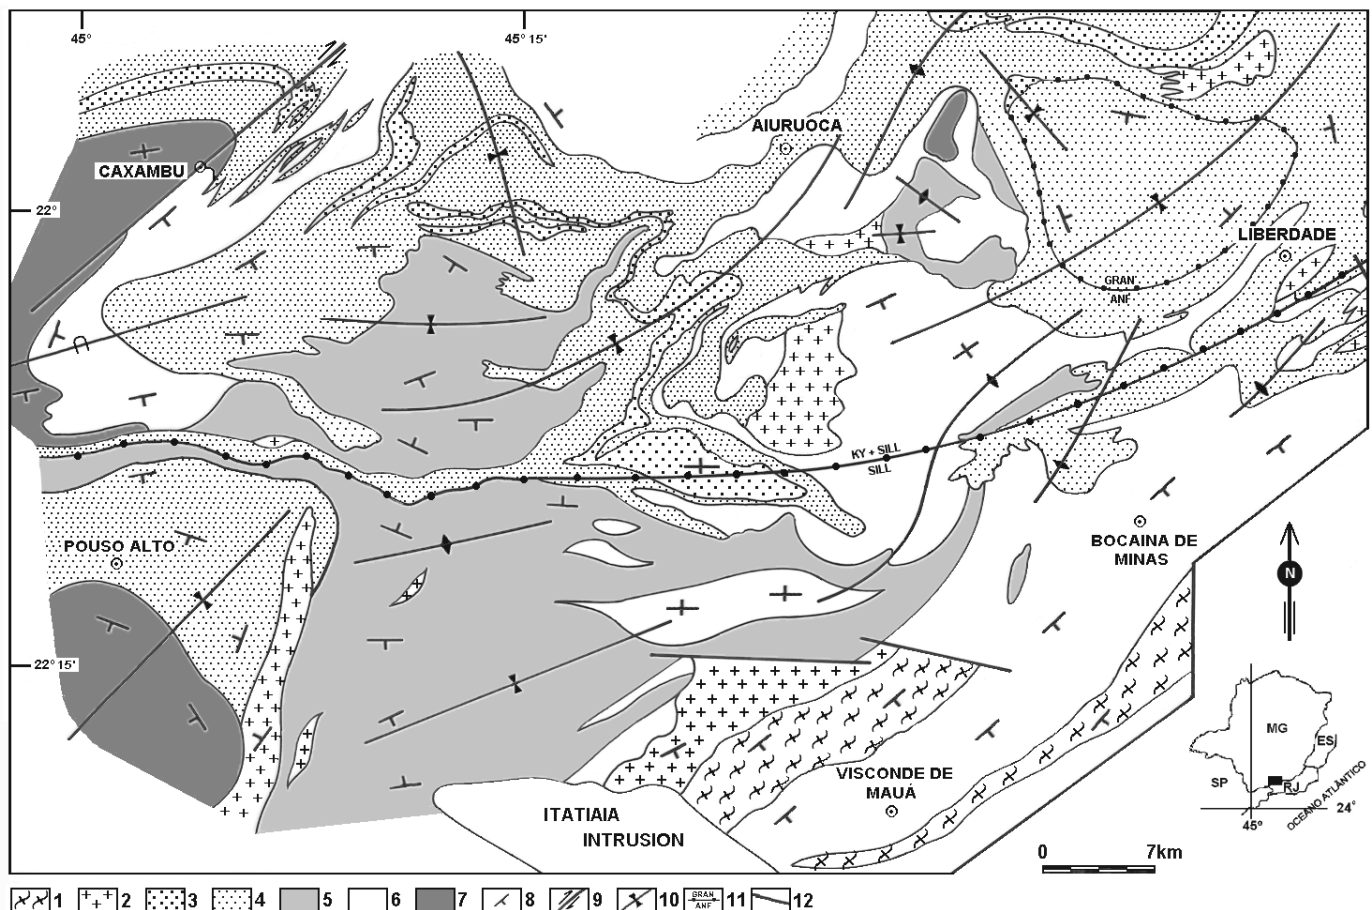 45°
45° 15'
AIURUOCA
CAXAMBU
22°
LIBERDADE
GRAN
ANF
KY + SILL
SILL
BOCAINA DE
MINAS
POUSO ALTO
N
22° 15'
MG
ES
SP
RJ
OCEANO ATLÂNTICO
24°
45°
VISCONDE DE
MAUÁ
ITATIAIA
INTRUSION
0 7km
1 2 3 4 5 6 7 8 9 10 GRAN ANF 11 12